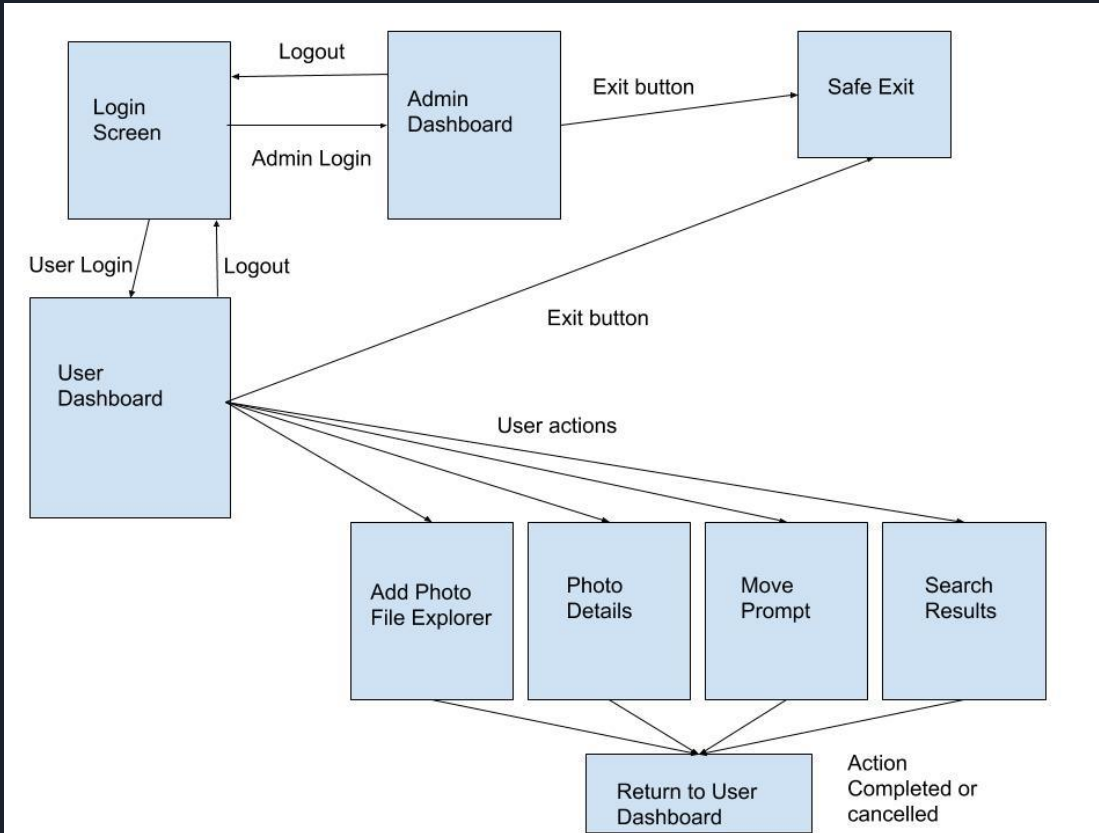 Logout
Login
Screen
Admin
Dashboard
Exit button
Safe Exit
Admin Login
User Login
Logout
User
Dashboard
Exit button
User actions
Add Photo
File Explorer
Photo
Details
Move
Prompt
Search
Results
Return to User
Dashboard
Action
Completed or
cancelled